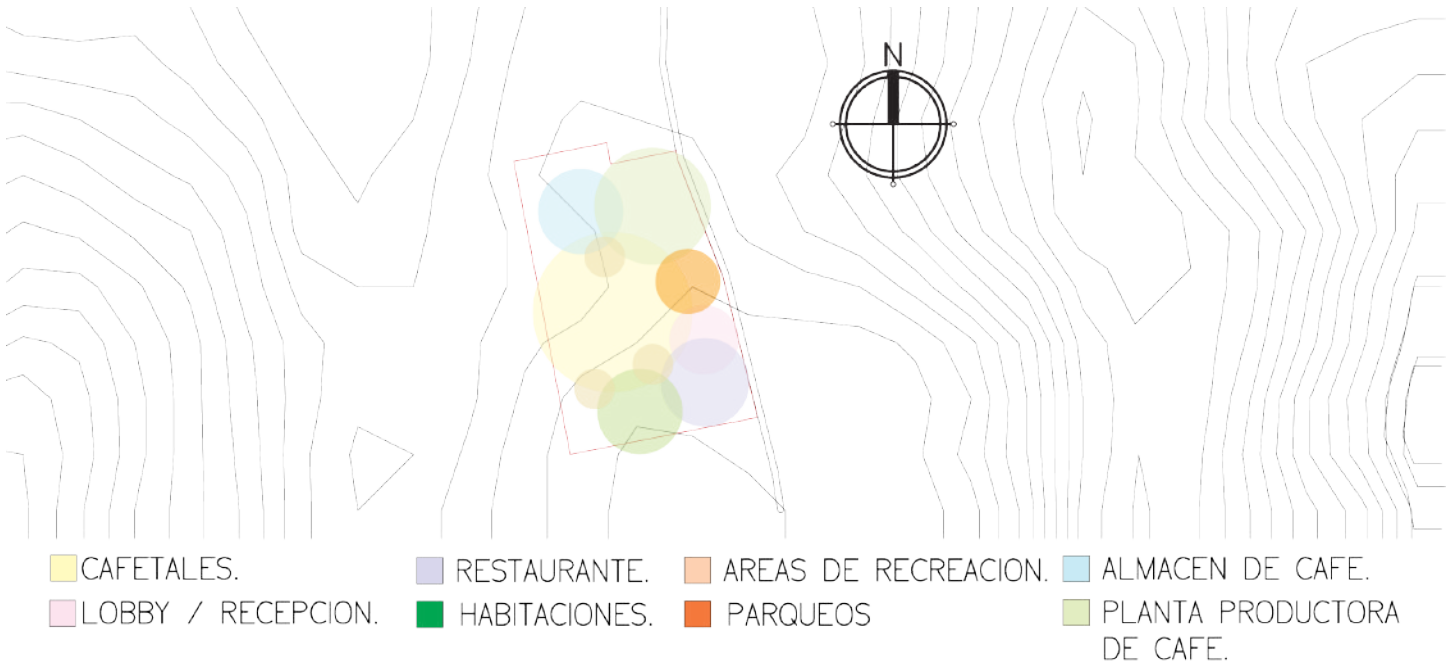 N
CAFETALES.
RESTAURANTE.
AREAS DE RECREACION.
ALMACEN DE CAFE.
LOBBY / RECEPCION.
HABITACIONES.
PARQUEOS
PLANTA PRODUCTORA
DE CAFE.